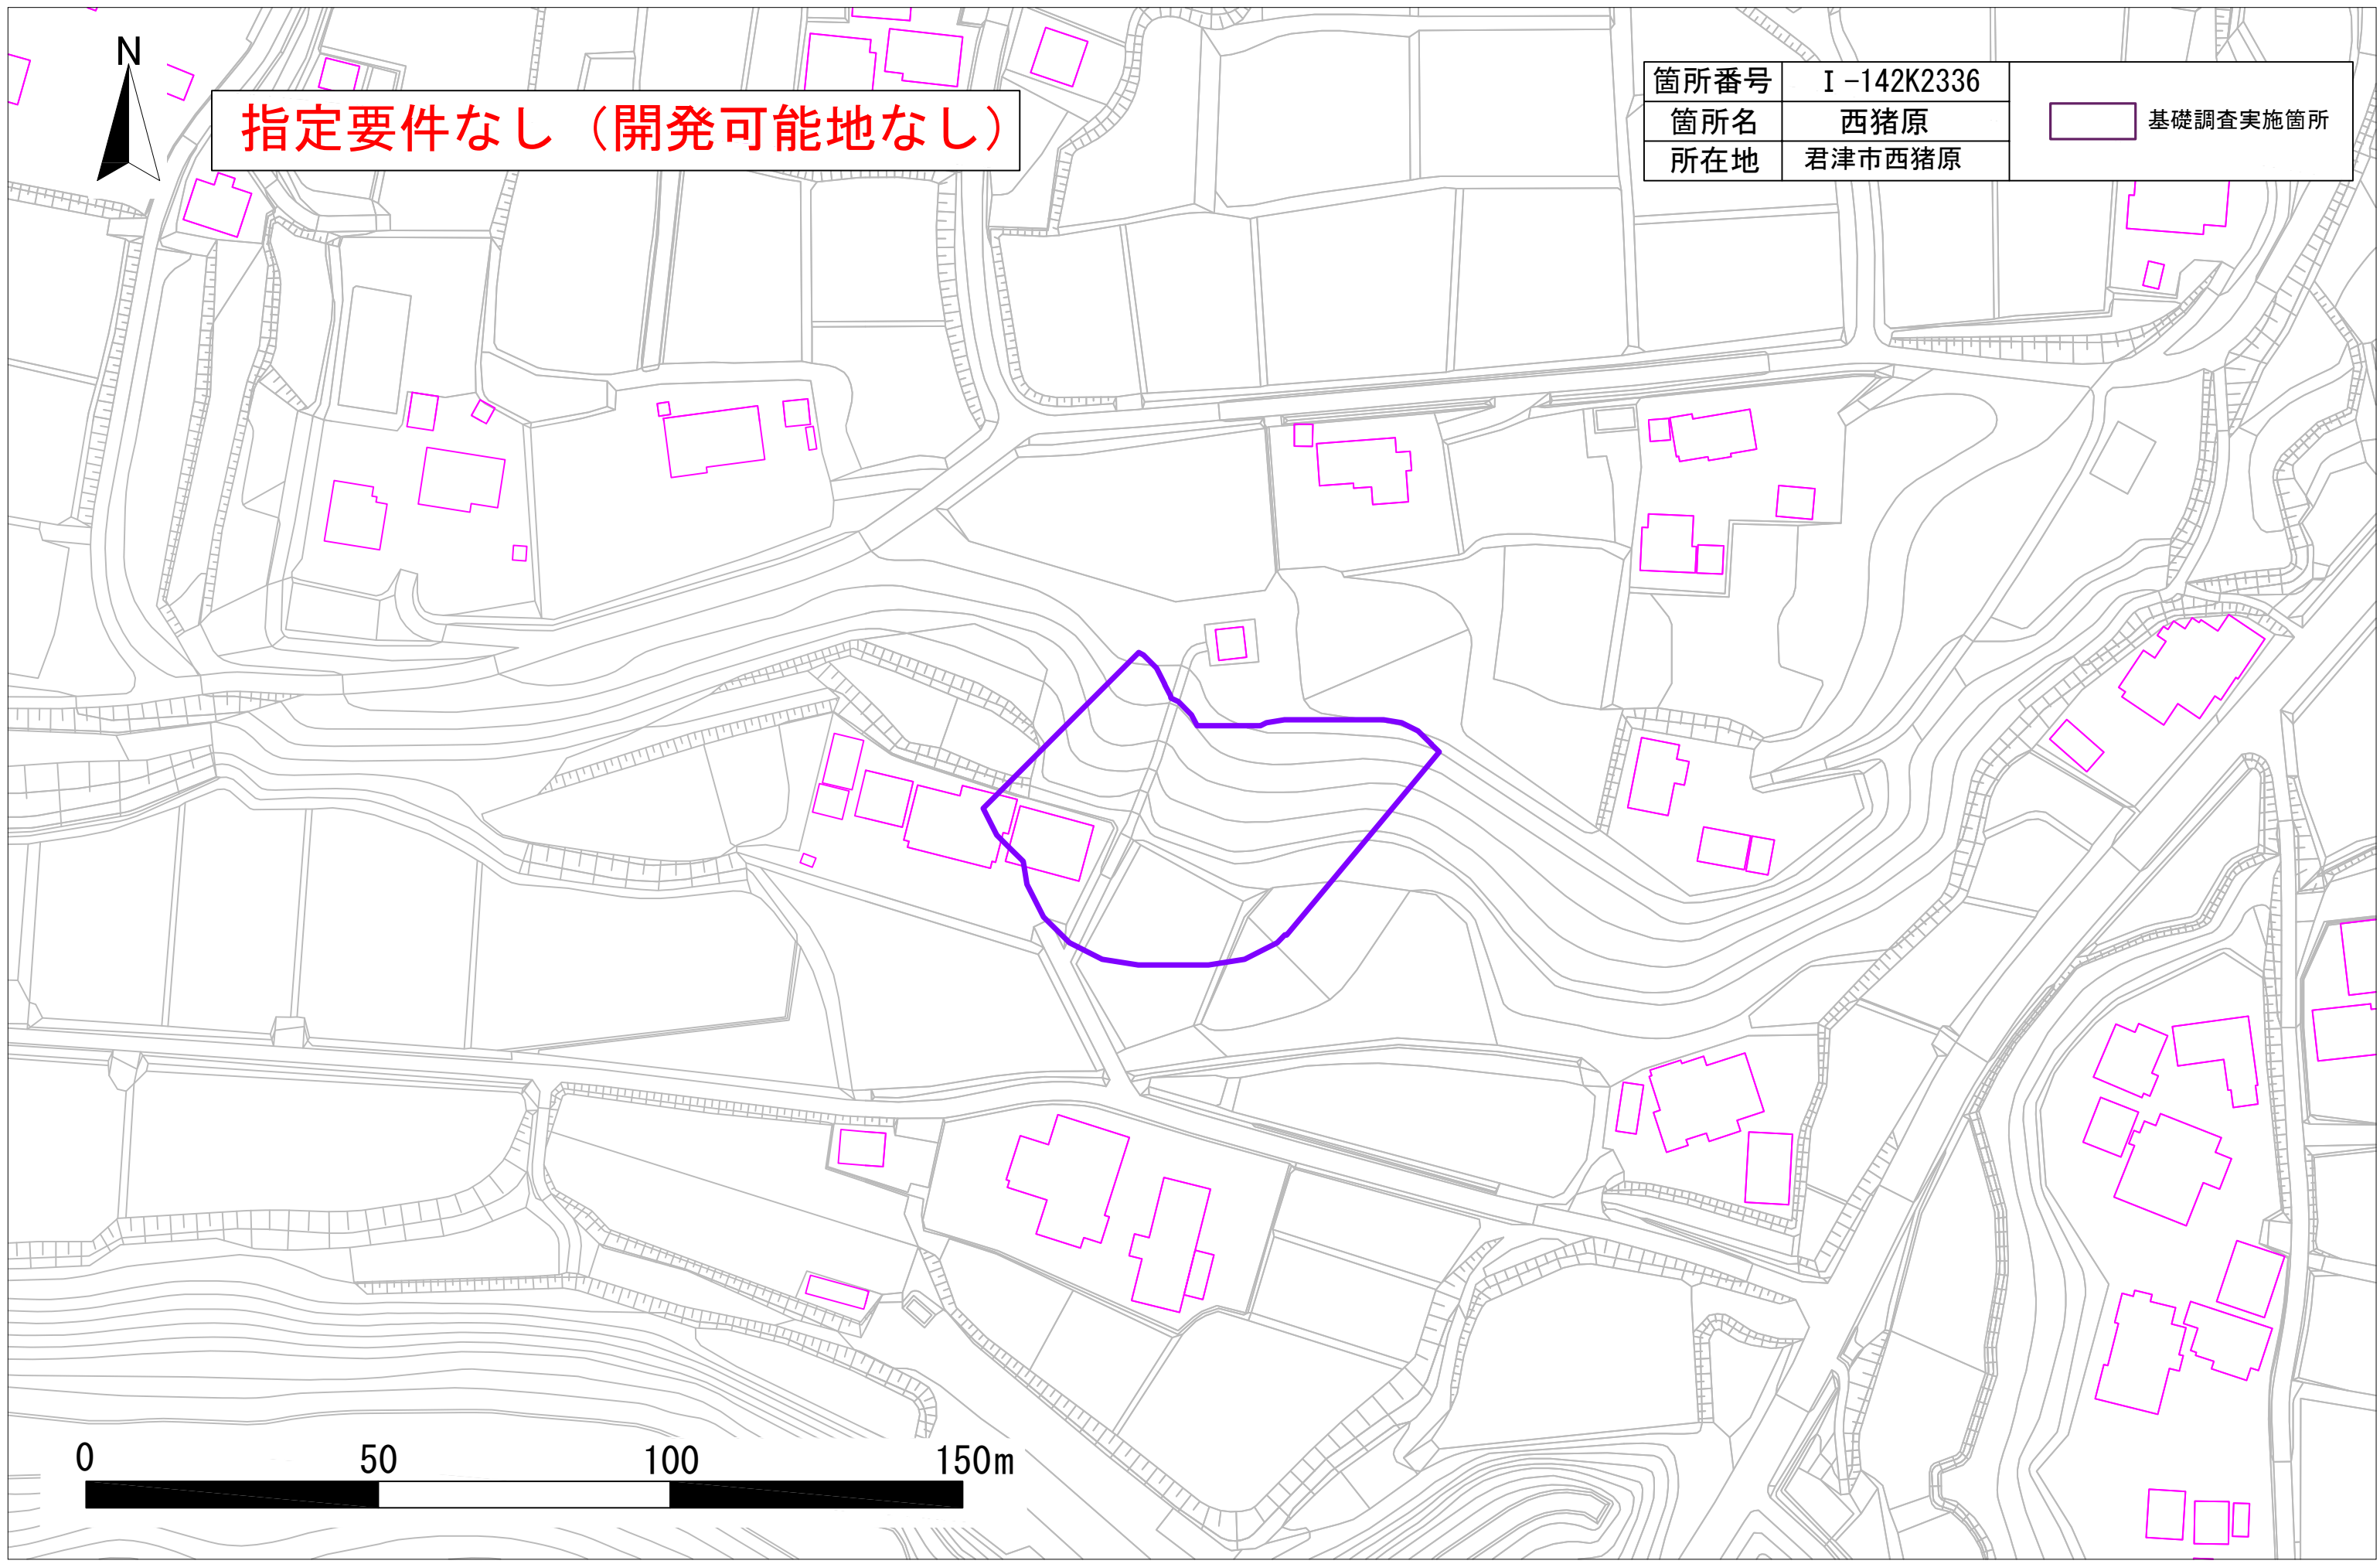 N
指定要件なし（開発可能地なし）
箇所番号 Ⅰ-142K2336
箇所名 西猪原
所在地 君津市西猪原
基礎調査実施箇所
0 50 100 150m